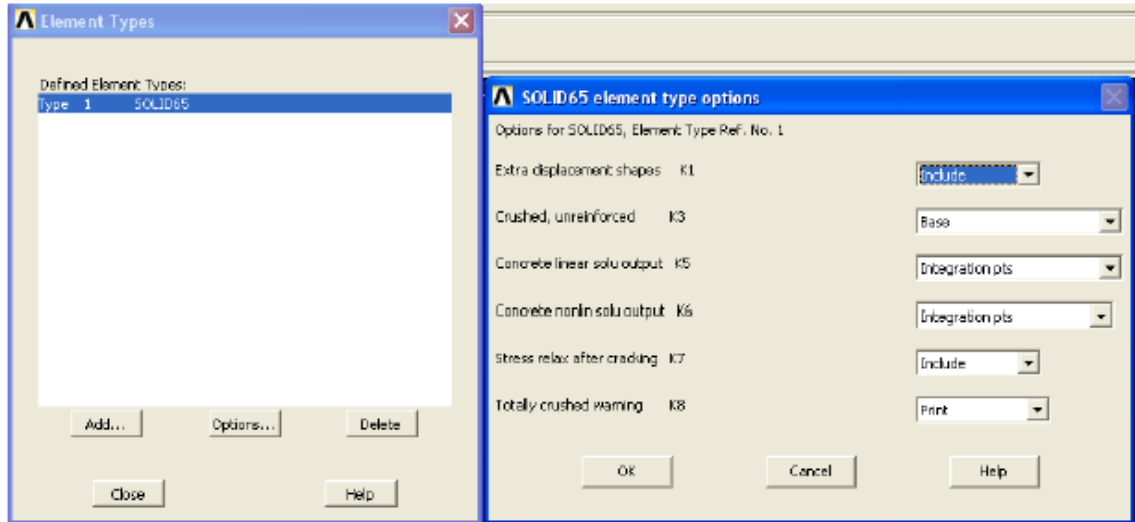 Element Types
Defined Element Types:
Type 1 SOLID65
Add...
Options...
Delete
Close
Help
SOLID65 element type options
Options for SOLID65, Element Type Ref. No. 1
Extra displacement shapes K1 Include
Crushed, unreinforced K3 Base
Concrete linear solu output K5 Integration pts
Concrete nonlin solu output K6 Integration pts
Stress relax after cracking K7 Include
Totally crushed warning K8 Print
OK
Cancel
Help